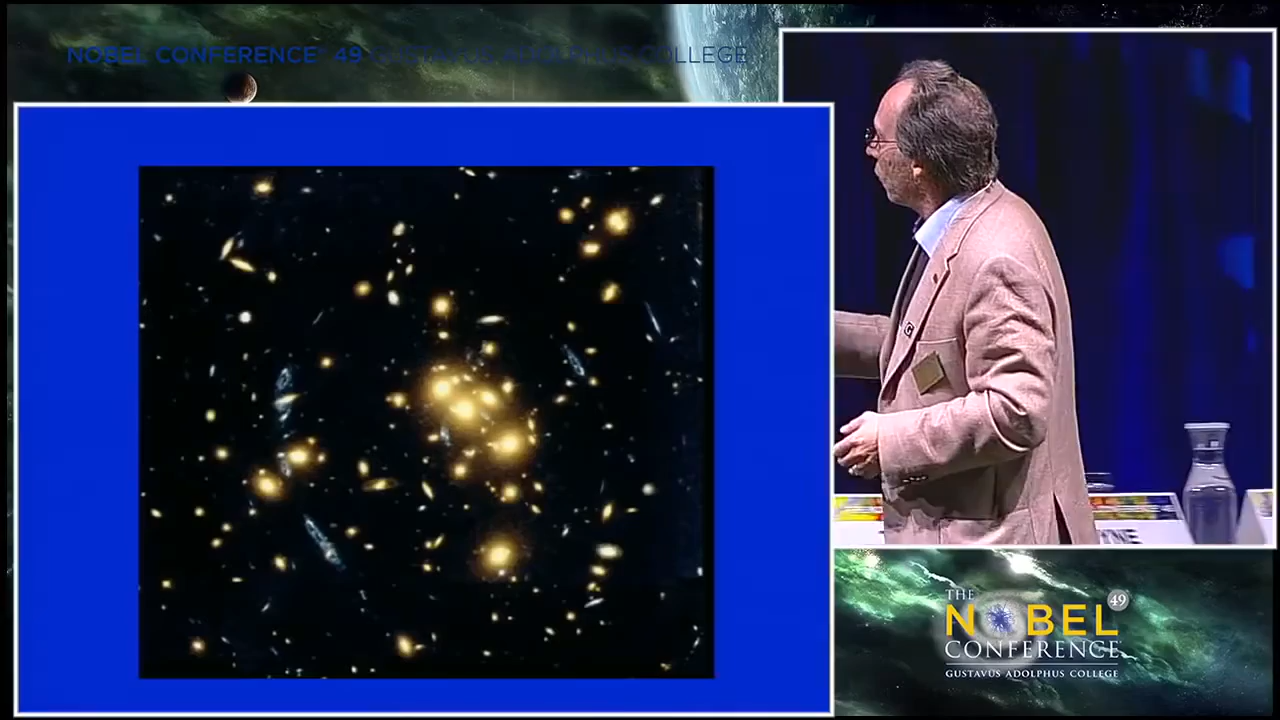 NOBEL CONFERENCE® 49 GUSTAVUS ADOLPHUS COLLEGE
THE
NOBEL 49
CONFERENCE
GUSTAVUS ADOLPHUS COLLEGE